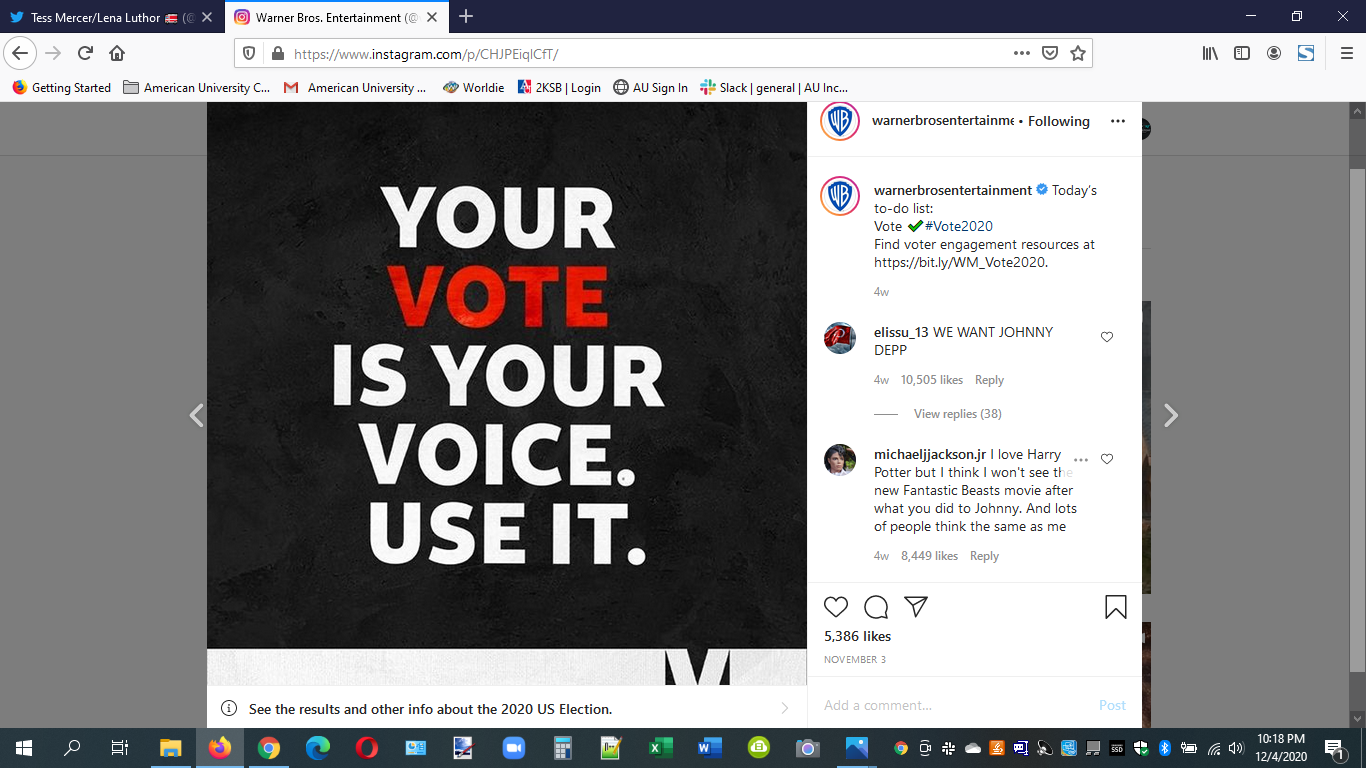 Tess Mercer/Lena Luthor
Warner Bros. Entertainment (@
https://www.instagram.com/p/CHJPEiqlCfT/
Getting Started
American University C...
American University ...
Worldie
2KSB | Login
AU Sign In
Slack | general | AU Inc...
YOUR
VOTE
IS YOUR
VOICE.
USE IT.
See the results and other info about the 2020 US Election.
warnerbrosentertainme • Following
warnerbrosentertainment Today's
to-do list:
Vote ✔ #Vote2020
Find voter engagement resources at
https://bit.ly/WM_Vote2020.
4w
elissu_13 WE WANT JOHNNY
DEPP
4w 10,505 likes Reply
View replies (38)
michaeljjackson.jr I love Harry
Potter but I think I won't see the
new Fantastic Beasts movie after
what you did to Johnny. And lots
of people think the same as me
4w 8,449 likes Reply
5,386 likes
NOVEMBER 3
Add a comment... Post
10:18 PM
12/4/2020